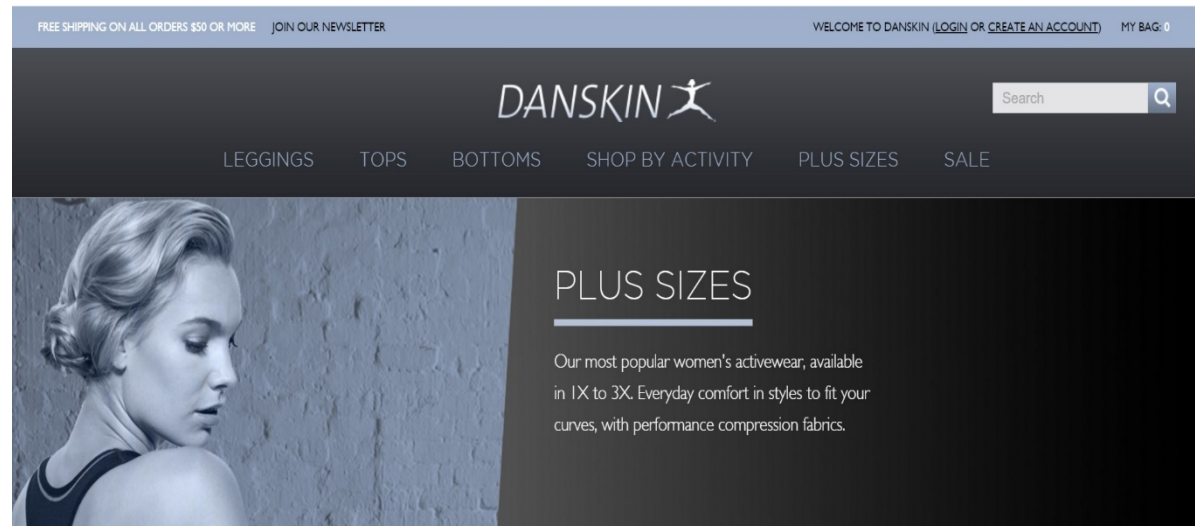 FREE SHIPPING ON ALL ORDERS $50 OR MORE JOIN OUR NEWSLETTER WELCOME TO DANSKIN (LOGIN OR CREATE AN ACCOUNT) MY BAG: 0
DANSKIN
Search
LEGGINGS TOPS BOTTOMS SHOP BY ACTIVITY PLUS SIZES SALE
PLUS SIZES
Our most popular women's activewear, available
in 1X to 3X. Everyday comfort in styles to fit your
curves, with performance compression fabrics.